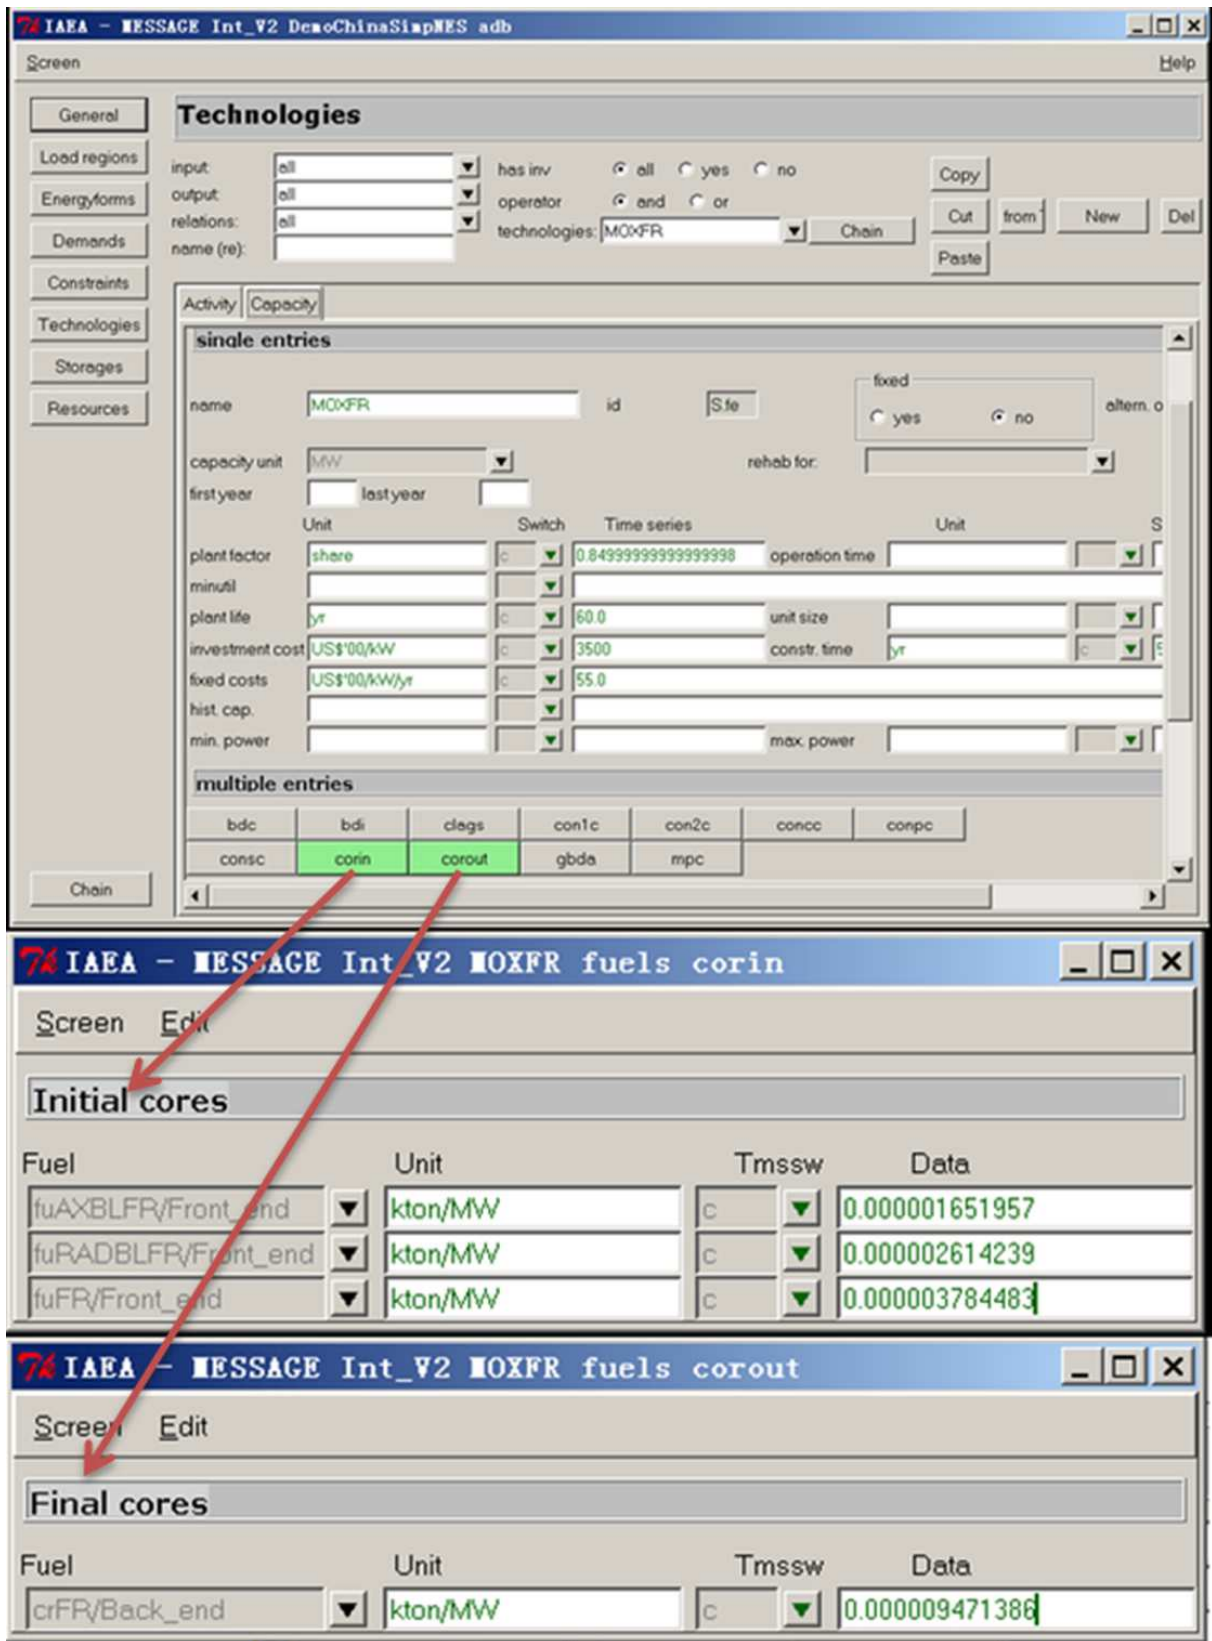 IAEA - MESSAGE Int_V2 DemoChinaSimpNES adb
Screen Help
General
Load regions
Energyforms
Demands
Constraints
Technologies
Storages
Resources
Chain
Technologies
input: all has inv all yes no Copy
output: all operator and or Cut from New Del
relations: all technologies: MOXFR Chain
name (re): Paste
Activity Capacity
single entries
fixed
name MOXFR id S.fe yes no altern. o
capacity unit MW rehab for:
first year last year
Unit Switch Time series Unit S
plant factor share c 0.84999999999999998 operation time
minutil
plant life yr c 60.0 unit size
investment cost US$'00/kW c 3500 constr. time yr c 5
fixed costs US$'00/kW/yr c 55.0
hist. cap.
min. power max. power
multiple entries
bdc bdi clags con1c con2c concc conpc
consc corin corout gbda mpc
IAEA - MESSAGE Int_V2 MOXFR fuels corin
Screen Edit
Initial cores
Fuel Unit Tmssw Data
fuAXBLFR/Front_end kton/MW c 0.000001651957
fuRADBLFR/Front_end kton/MW c 0.000002614239
fuFR/Front_end kton/MW c 0.000003784483
IAEA - MESSAGE Int_V2 MOXFR fuels corout
Screen Edit
Final cores
Fuel Unit Tmssw Data
crFR/Back_end kton/MW c 0.000009471386